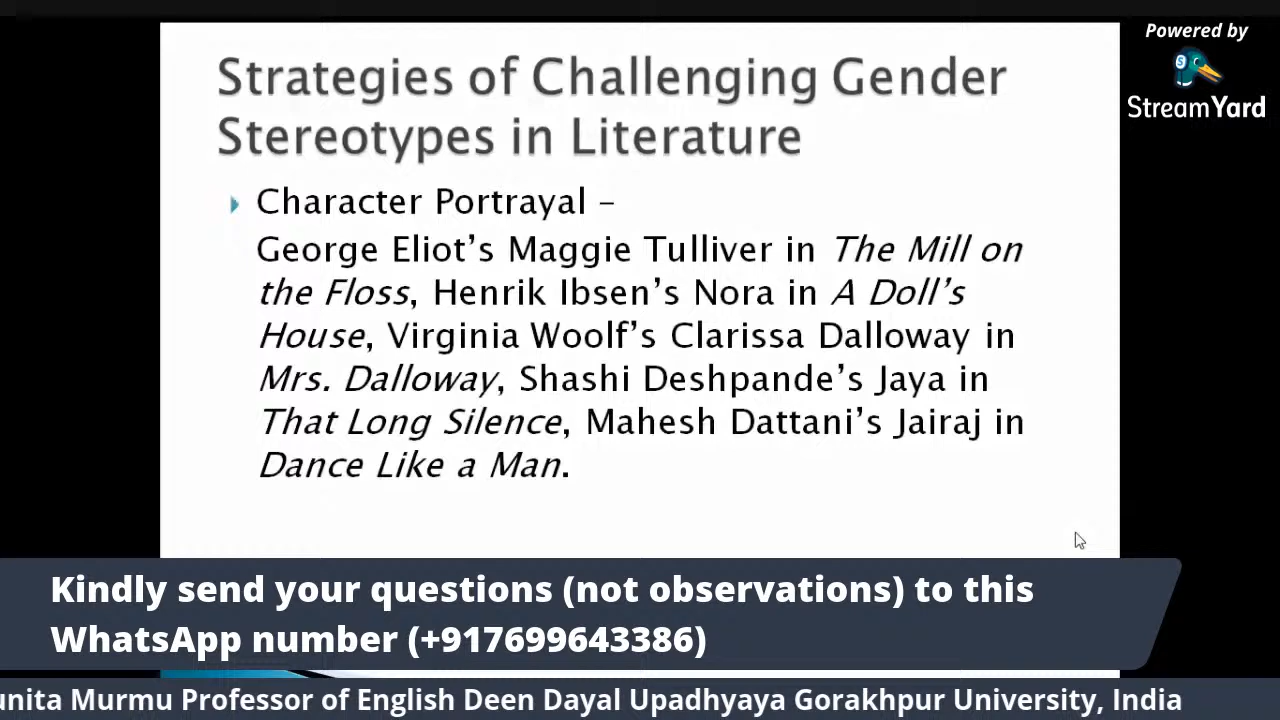 Powered by
StreamYard
Strategies of Challenging Gender
Stereotypes in Literature
Character Portrayal –
George Eliot’s Maggie Tulliver in The Mill on
the Floss, Henrik Ibsen’s Nora in A Doll’s
House, Virginia Woolf’s Clarissa Dalloway in
Mrs. Dalloway, Shashi Deshpande’s Jaya in
That Long Silence, Mahesh Dattani’s Jairaj in
Dance Like a Man.
Kindly send your questions (not observations) to this
WhatsApp number (+917699643386)
unita Murmu Professor of English Deen Dayal Upadhyaya Gorakhpur University, India